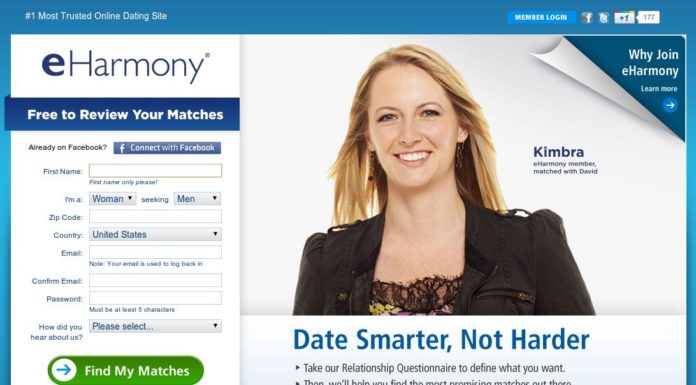 #1 Most Trusted Online Dating Site
MEMBER LOGIN
f
+1
177
eHarmony®
Free to Review Your Matches
Already on Facebook?
f Connect with Facebook
First Name:
First name only please!
I'm a: Woman seeking Men
Zip Code:
Country: United States
Email:
Note: Your email is used to log back in
Confirm Email:
Password:
Must be at least 5 characters
How did you
hear about us?
Please select...
Find My Matches
Why Join
eHarmony
Learn more
Kimbra
eHarmony member,
matched with David
Date Smarter, Not Harder
Take our Relationship Questionnaire to define what you want.
Then, we'll help you find the most promising matches out there